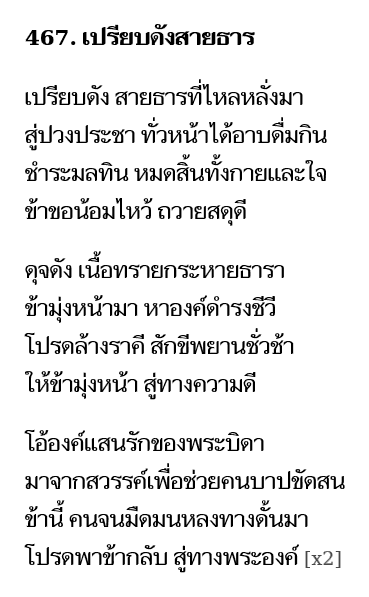 467. เปรียบดังสายธาร
เปรียบดัง สายธารที่ไหลหลั่งมา
สู่ปวงประชา ทั่วหน้าได้อาบดื่มกิน
ชำระมลทิน หมดสิ้นทั้งกายและใจ
ข้าขอน้อมไหว้ ถวายสดุดี
ดุจดัง เนื้อทรายกระหายธารา
ข้ามุ่งหน้ามา หาองค์ดำรงชีวี
โปรดล้างราคี สักขีพยานชั่วช้า
ให้ข้ามุ่งหน้า สู่ทางความดี
โอ้องค์แสนรักของพระบิดา
มาจากสวรรค์เพื่อช่วยคนบาปขัดสน
ข้านี้ คนจนมืดมนหลงทางดั้นมา
โปรดพาข้ากลับ สู่ทางพระองค์ [x2]